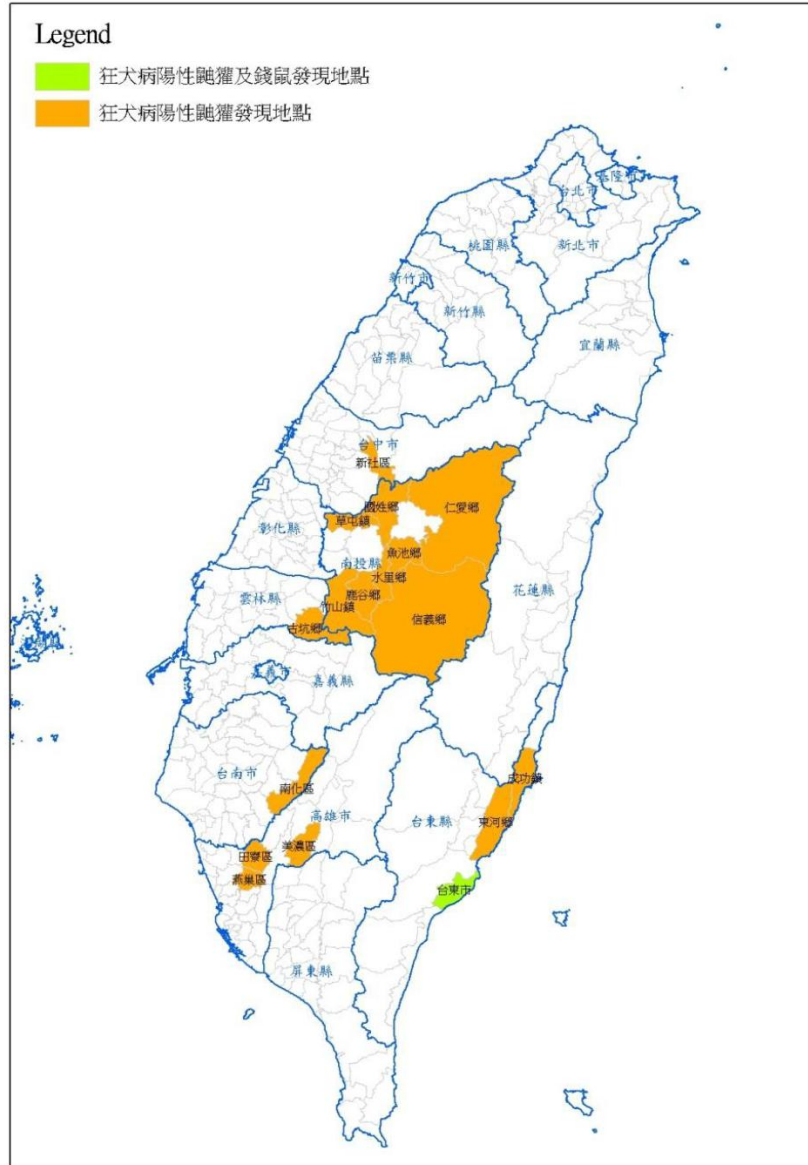 Legend
狂犬病陽性鼬獾及錢鼠發現地點
狂犬病陽性鼬獾發現地點
基隆市
台北市
桃園縣
新北市
新竹市
新竹縣
宜蘭縣
苗栗縣
台中市
新社區
國姓鄉
仁愛鄉
草屯鎮
彰化縣
魚池鄉
南投縣
水里鄉
花蓮縣
鹿谷鄉
雲林縣
竹山鎮
信義鄉
古坑鄉
嘉義市
嘉義縣
台南市
成功鎮
南化區
高雄市
台東縣
東河鄉
美濃區
田寮區
燕巢區
台東市
屏東縣